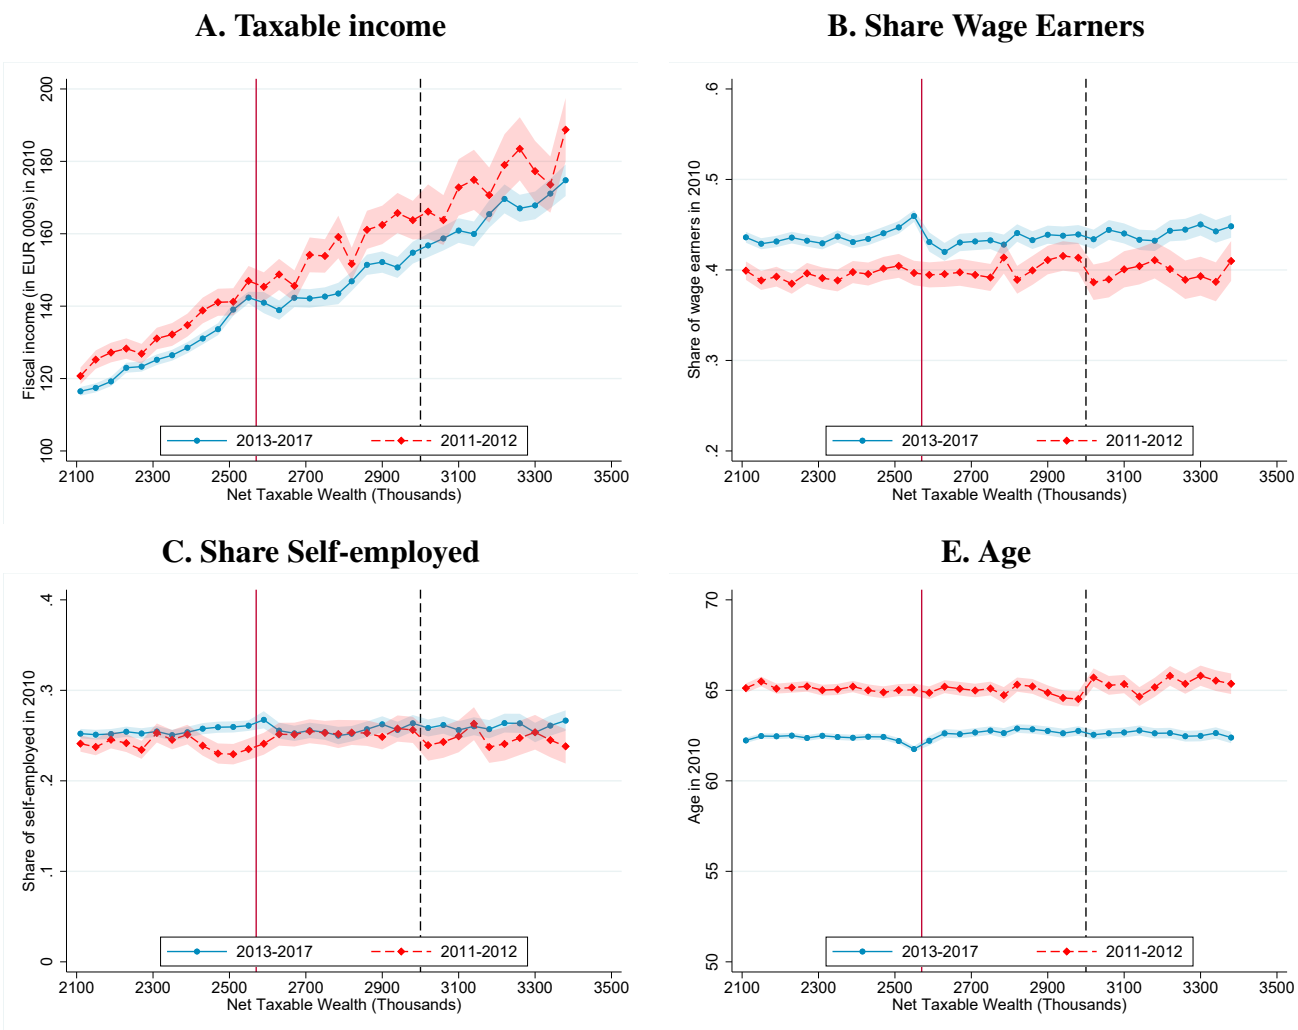 A. Taxable income
Fiscal income (in EUR 000s) in 2010
200
180
160
140
120
100
2013-2017
2011-2012
2100 2300 2500 2700 2900 3100 3300 3500
Net Taxable Wealth (Thousands)
B. Share Wage Earners
Share of wage earners in 2010
.6
.5
.4
.3
.2
2013-2017
2011-2012
2100 2300 2500 2700 2900 3100 3300 3500
Net Taxable Wealth (Thousands)
C. Share Self-employed
Share of self-employed in 2010
.4
.3
.2
.1
0
2013-2017
2011-2012
2100 2300 2500 2700 2900 3100 3300 3500
Net Taxable Wealth (Thousands)
E. Age
Age in 2010
70
65
60
55
50
2013-2017
2011-2012
2100 2300 2500 2700 2900 3100 3300 3500
Net Taxable Wealth (Thousands)